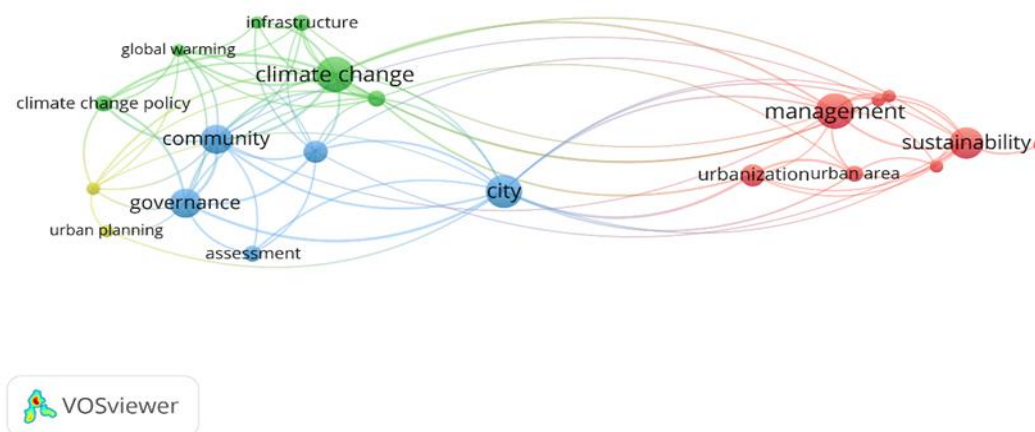 infrastructure
global warming
climate change
climate change policy
management
community
sustainability
urbanization
urban area
city
governance
urban planning
assessment
VOSviewer